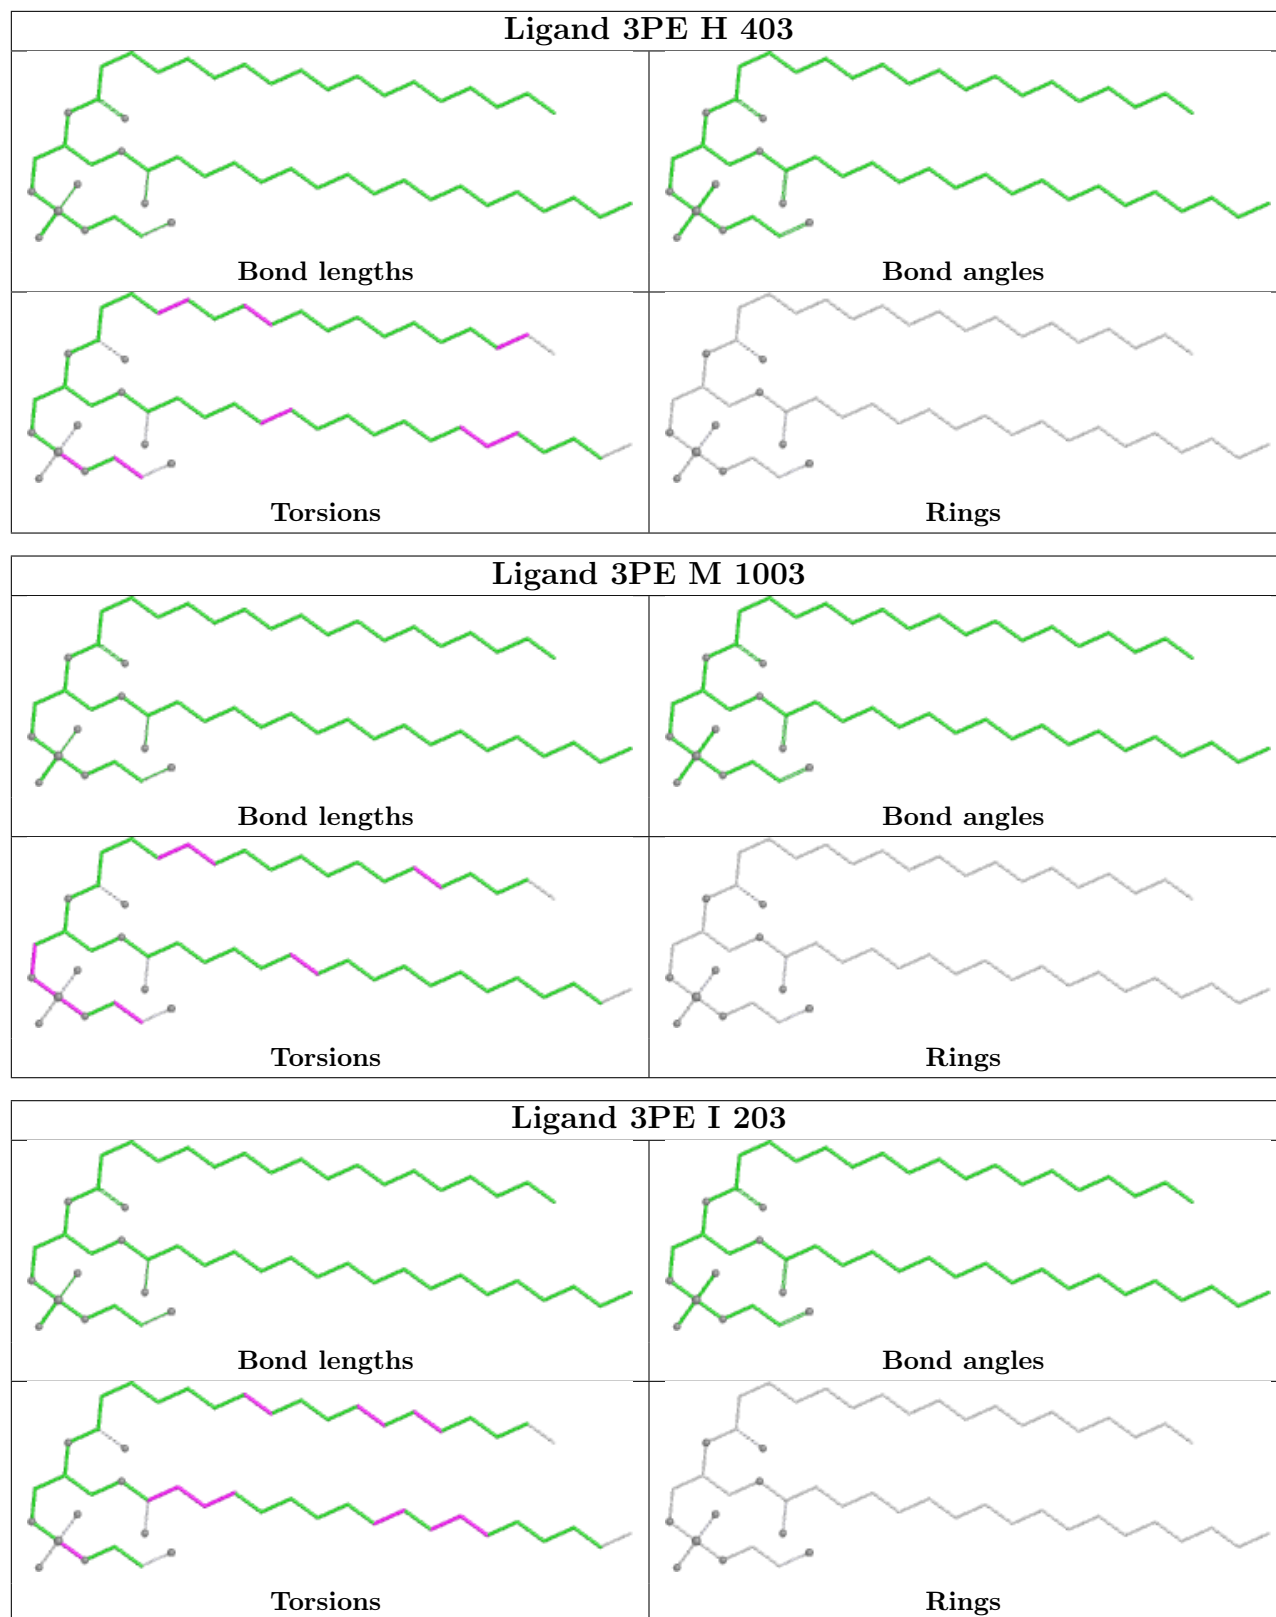 Ligand 3PE H 403
Bond lengths
Bond angles
Torsions
Rings
Ligand 3PE M 1003
Bond lengths
Bond angles
Torsions
Rings
Ligand 3PE I 203
Bond lengths
Bond angles
Torsions
Rings